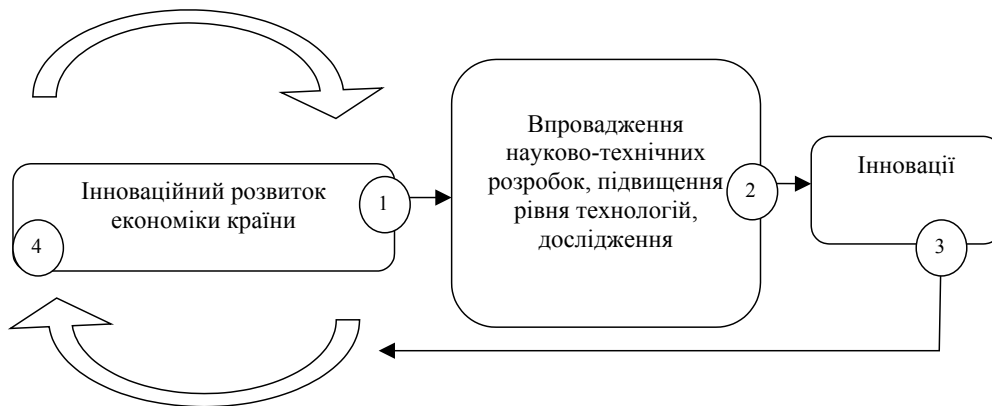 Інноваційний розвиток
економіки країни
1
4
Впровадження
науково-технічних
розробок, підвищення
рівня технологій,
дослідження
2
Інновації
3